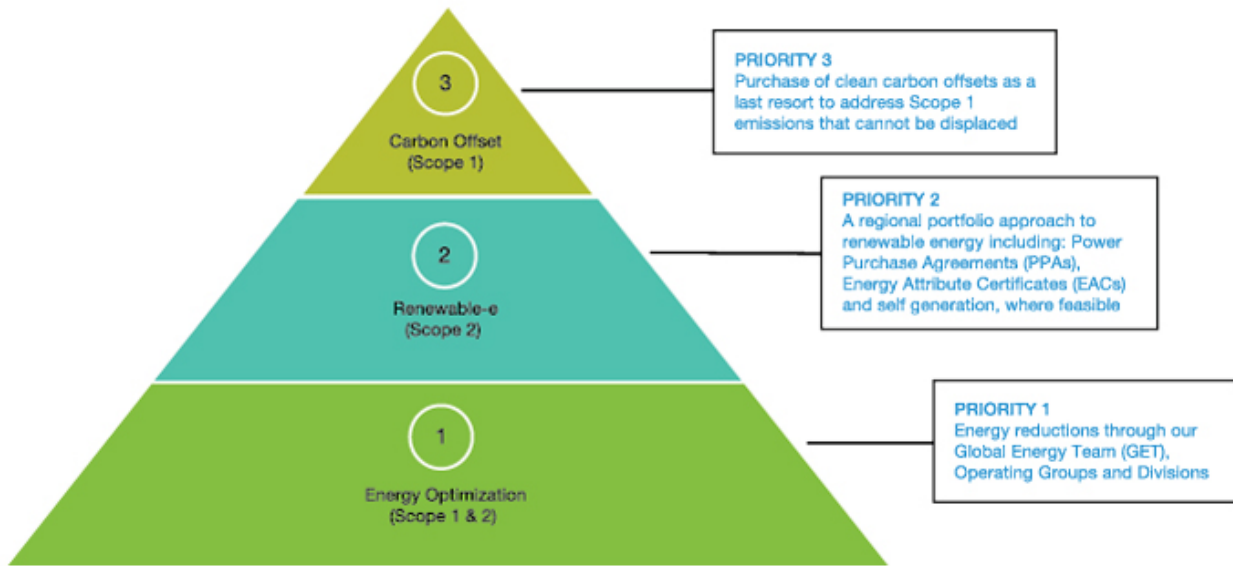 3
Carbon Offset
(Scope 1)
PRIORITY 3
Purchase of clean carbon offsets as a
last resort to address Scope 1
emissions that cannot be displaced
2
Renewable-e
(Scope 2)
PRIORITY 2
A regional portfolio approach to
renewable energy including: Power
Purchase Agreements (PPAs),
Energy Attribute Certificates (EACs)
and self generation, where feasible
1
Energy Optimization
(Scope 1 & 2)
PRIORITY 1
Energy reductions through our
Global Energy Team (GET),
Operating Groups and Divisions